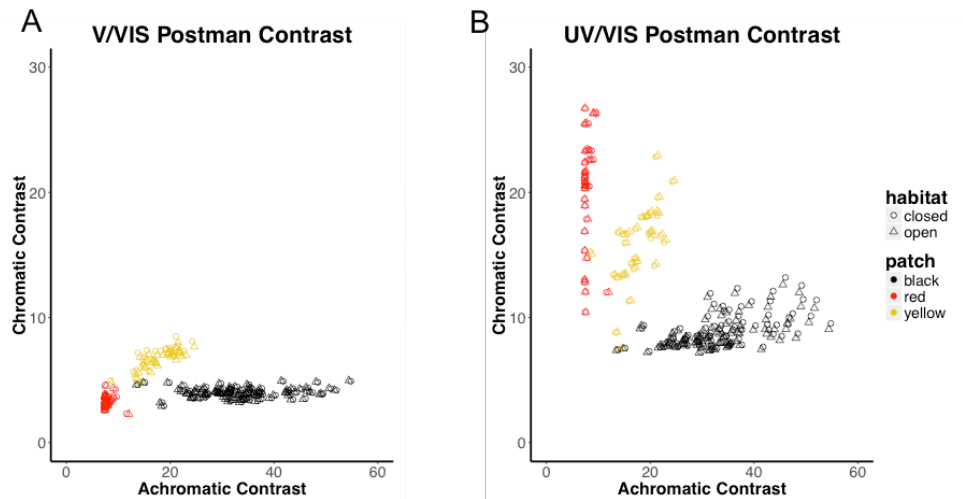 A
V/VIS Postman Contrast
30
20
10
0
0 20 40 60
Chromatic Contrast
Achromatic Contrast
B
UV/VIS Postman Contrast
30
20
10
0
0 20 40 60
Chromatic Contrast
Achromatic Contrast
habitat
closed
open
patch
black
red
yellow